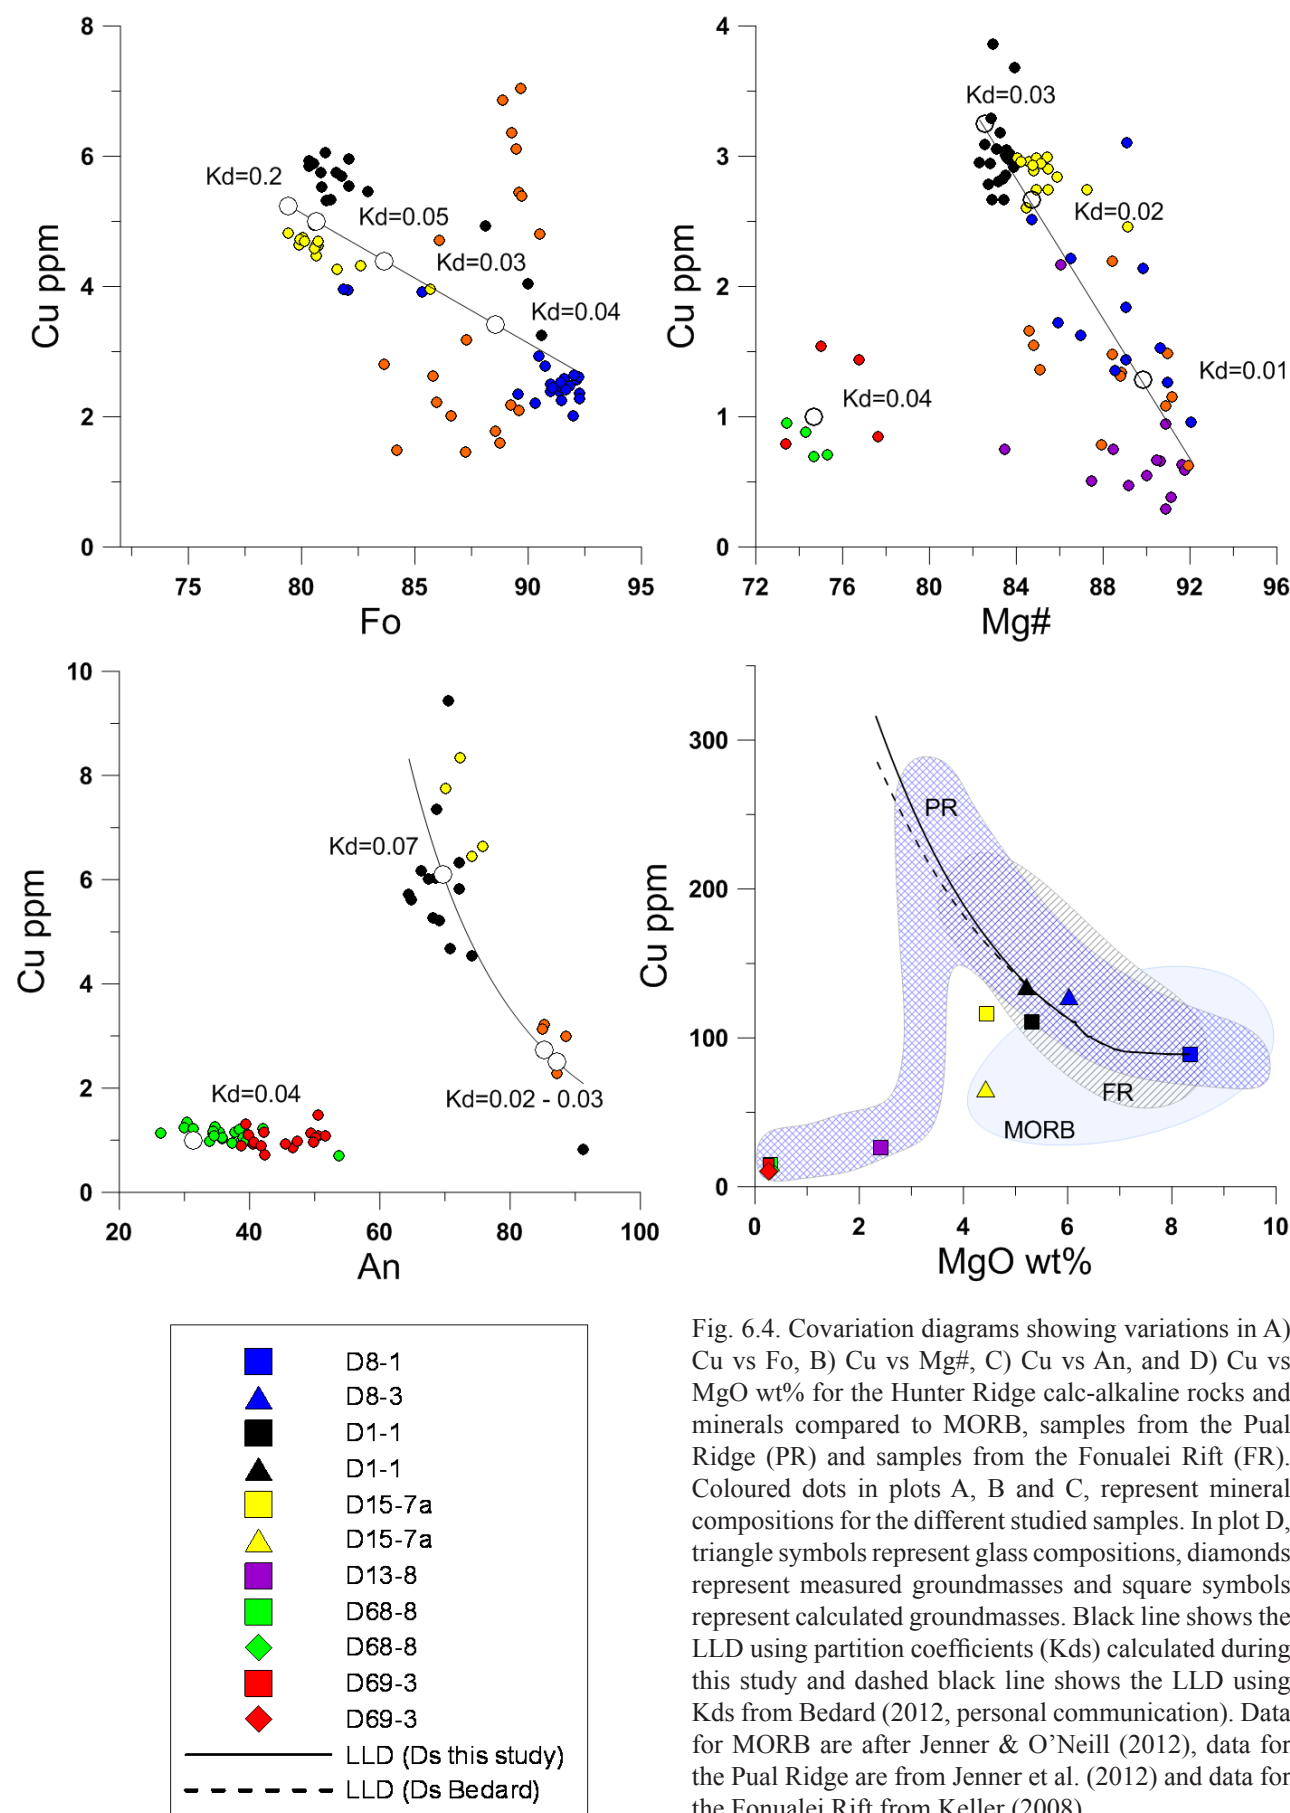 8
6
4
2
0
Cu ppm
Kd=0.2
Kd=0.05
Kd=0.03
Kd=0.04
75
80
85
90
95
Fo
4
3
2
1
0
Cu ppm
Kd=0.03
Kd=0.02
Kd=0.01
Kd=0.04
72
76
80
84
88
92
96
Mg#
10
8
6
4
2
0
Cu ppm
Kd=0.07
Kd=0.04
Kd=0.02 - 0.03
20
40
60
80
100
An
300
200
100
0
Cu ppm
PR
FR
MORB
0
2
4
6
8
10
MgO wt%
D8-1
D8-3
D1-1
D1-1
D15-7a
D15-7a
D13-8
D68-8
D68-8
D69-3
D69-3
LLD (Ds this study)
LLD (Ds Bedard)
Fig. 6.4. Covariation diagrams showing variations in A)
Cu vs Fo, B) Cu vs Mg#, C) Cu vs An, and D) Cu vs
MgO wt% for the Hunter Ridge calc-alkaline rocks and
minerals compared to MORB, samples from the Pual
Ridge (PR) and samples from the Fonualei Rift (FR).
Coloured dots in plots A, B and C, represent mineral
compositions for the different studied samples. In plot D,
triangle symbols represent glass compositions, diamonds
represent measured groundmasses and square symbols
represent calculated groundmasses. Black line shows the
LLD using partition coefficients (Kds) calculated during
this study and dashed black line shows the LLD using
Kds from Bedard (2012, personal communication). Data
for MORB are after Jenner & O'Neill (2012), data for
the Pual Ridge are from Jenner et al. (2012) and data for
the Fonualei Rift from Keller (2008).